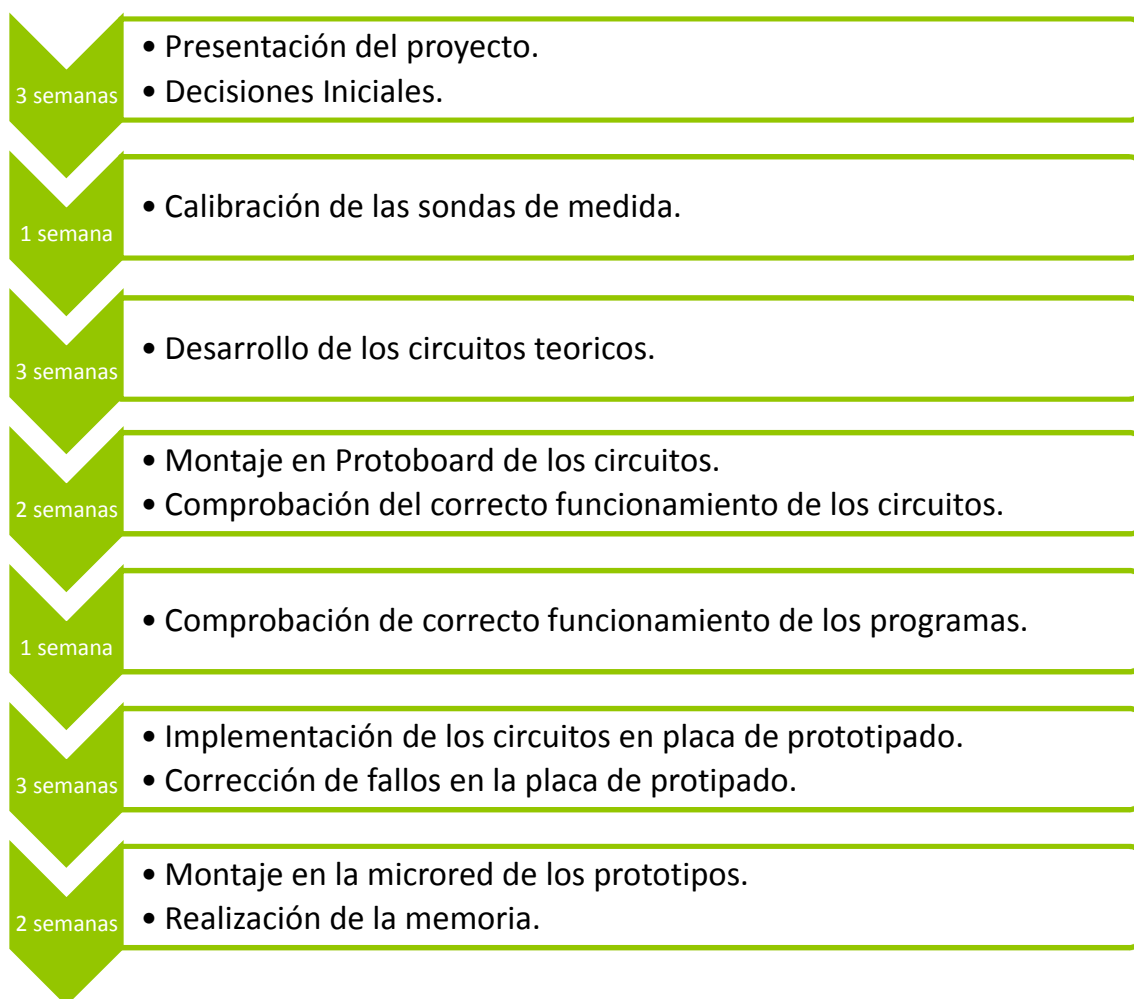 3 semanas
• Presentación del proyecto.
• Decisiones Iniciales.
1 semana
• Calibración de las sondas de medida.
3 semanas
• Desarrollo de los circuitos teoricos.
2 semanas
• Montaje en Protoboard de los circuitos.
• Comprobación del correcto funcionamiento de los circuitos.
1 semana
• Comprobación de correcto funcionamiento de los programas.
3 semanas
• Implementación de los circuitos en placa de prototipado.
• Corrección de fallos en la placa de protipado.
2 semanas
• Montaje en la microred de los prototipos.
• Realización de la memoria.